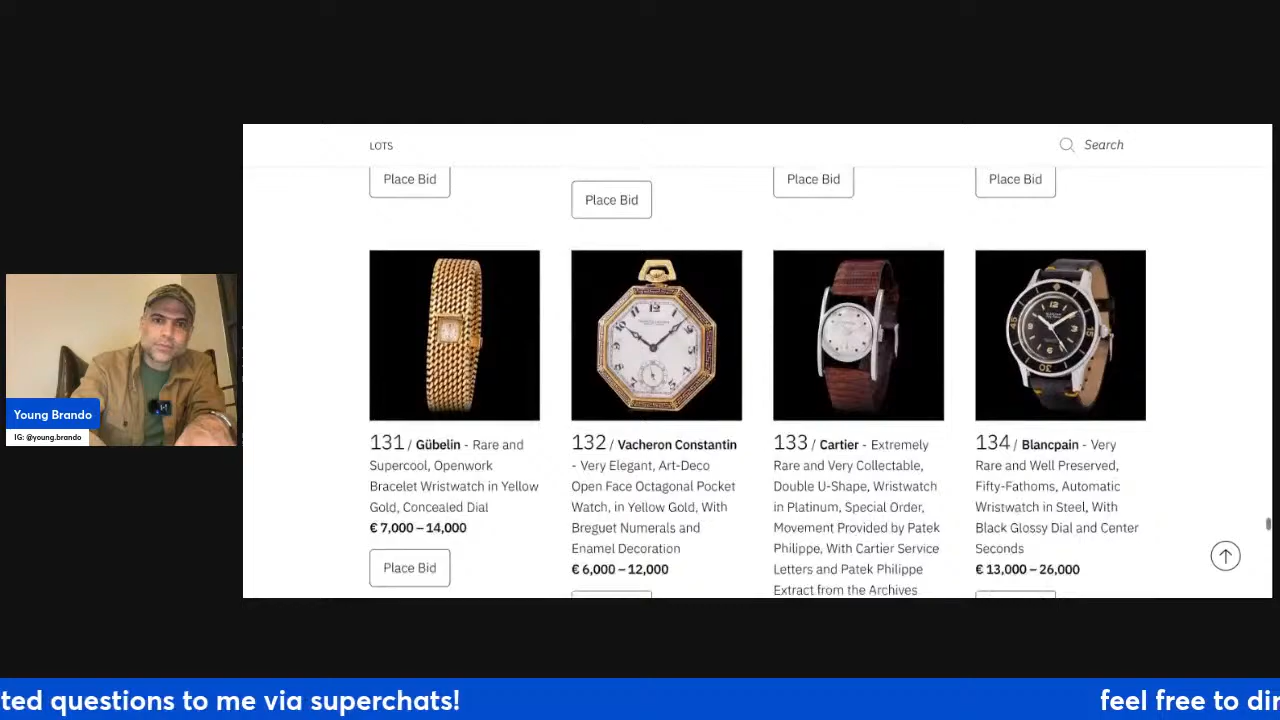 LOTS
Search
Place Bid
Place Bid
Place Bid
Place Bid
131 / Gübelin - Rare and
Supercool, Openwork
Bracelet Wristwatch in Yellow
Gold, Concealed Dial
€ 7,000 – 14,000
Place Bid
132 / Vacheron Constantin
- Very Elegant, Art-Deco
Open Face Octagonal Pocket
Watch, in Yellow Gold, With
Breguet Numerals and
Enamel Decoration
€ 6,000 – 12,000
133 / Cartier - Extremely
Rare and Very Collectable,
Double U-Shape, Wristwatch
in Platinum, Special Order,
Movement Provided by Patek
Philippe, With Cartier Service
Letters and Patek Philippe
Extract from the Archives
134 / Blancpain - Very
Rare and Well Preserved,
Fifty-Fathoms, Automatic
Wristwatch in Steel, With
Black Glossy Dial and Center
Seconds
€ 13,000 – 26,000
Young Brando
IG: @young.brando
ted questions to me via superchats!
feel free to dir